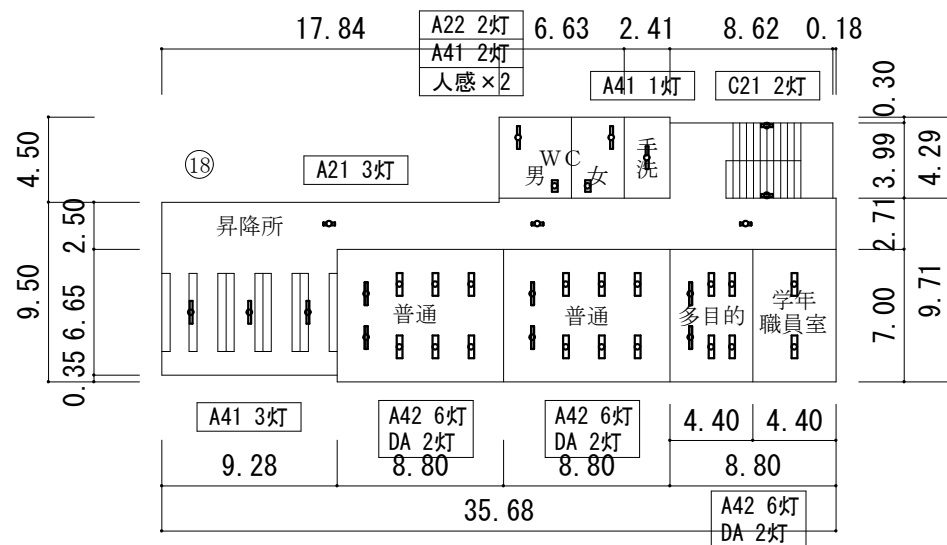 17.84
A22 2灯
A41 2灯
人感×2
6.63
2.41
8.62
0.18
A41 1灯
C21 2灯
0.30
4.50
3.99
4.29
⑱
A21 3灯
WC
男
女
手洗
2.50
昇降所
2.71
9.50
6.65
普通
普通
多目的
学年
職員室
7.00
9.71
0.35
A41 3灯
A42 6灯
DA 2灯
A42 6灯
DA 2灯
4.40
4.40
9.28
8.80
8.80
8.80
35.68
A42 6灯
DA 2灯